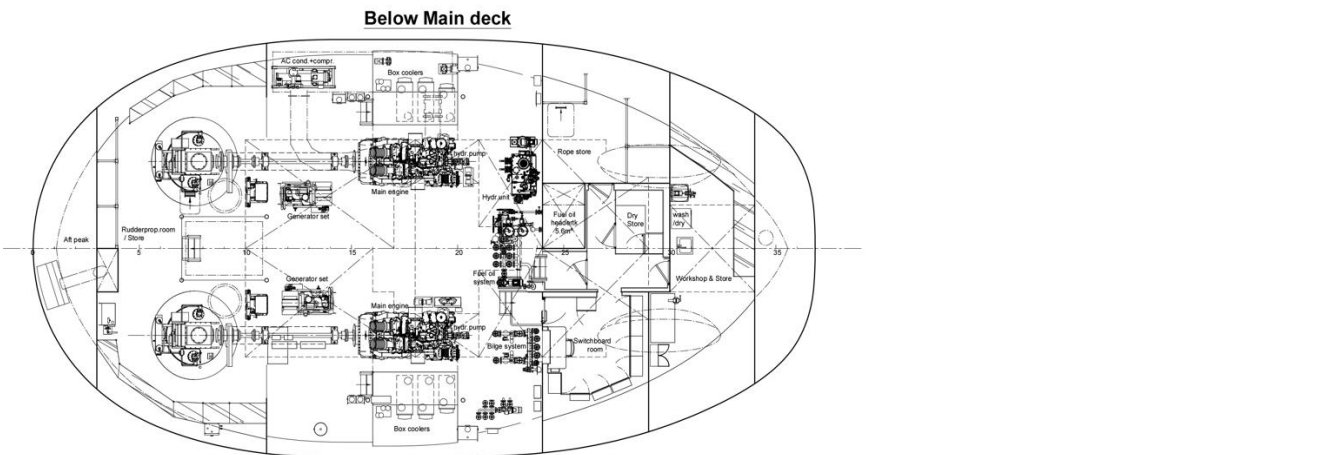 Below Main deck
AC cond.+compr.
Box coolers
hydr.pump
Rope store
Main engine
Hydr.unit
Generator set
Fuel oil
headertk
5.6m³
Dry
Store
wash
/dry
Rudderprop.room
/ Store
Aft peak
0
5
10
15
20
25
30
35
Generator set
Fuel oil
system
Workshop & Store
Main engine
hydr.pump
Bilge system
Switchboard
room
Box coolers